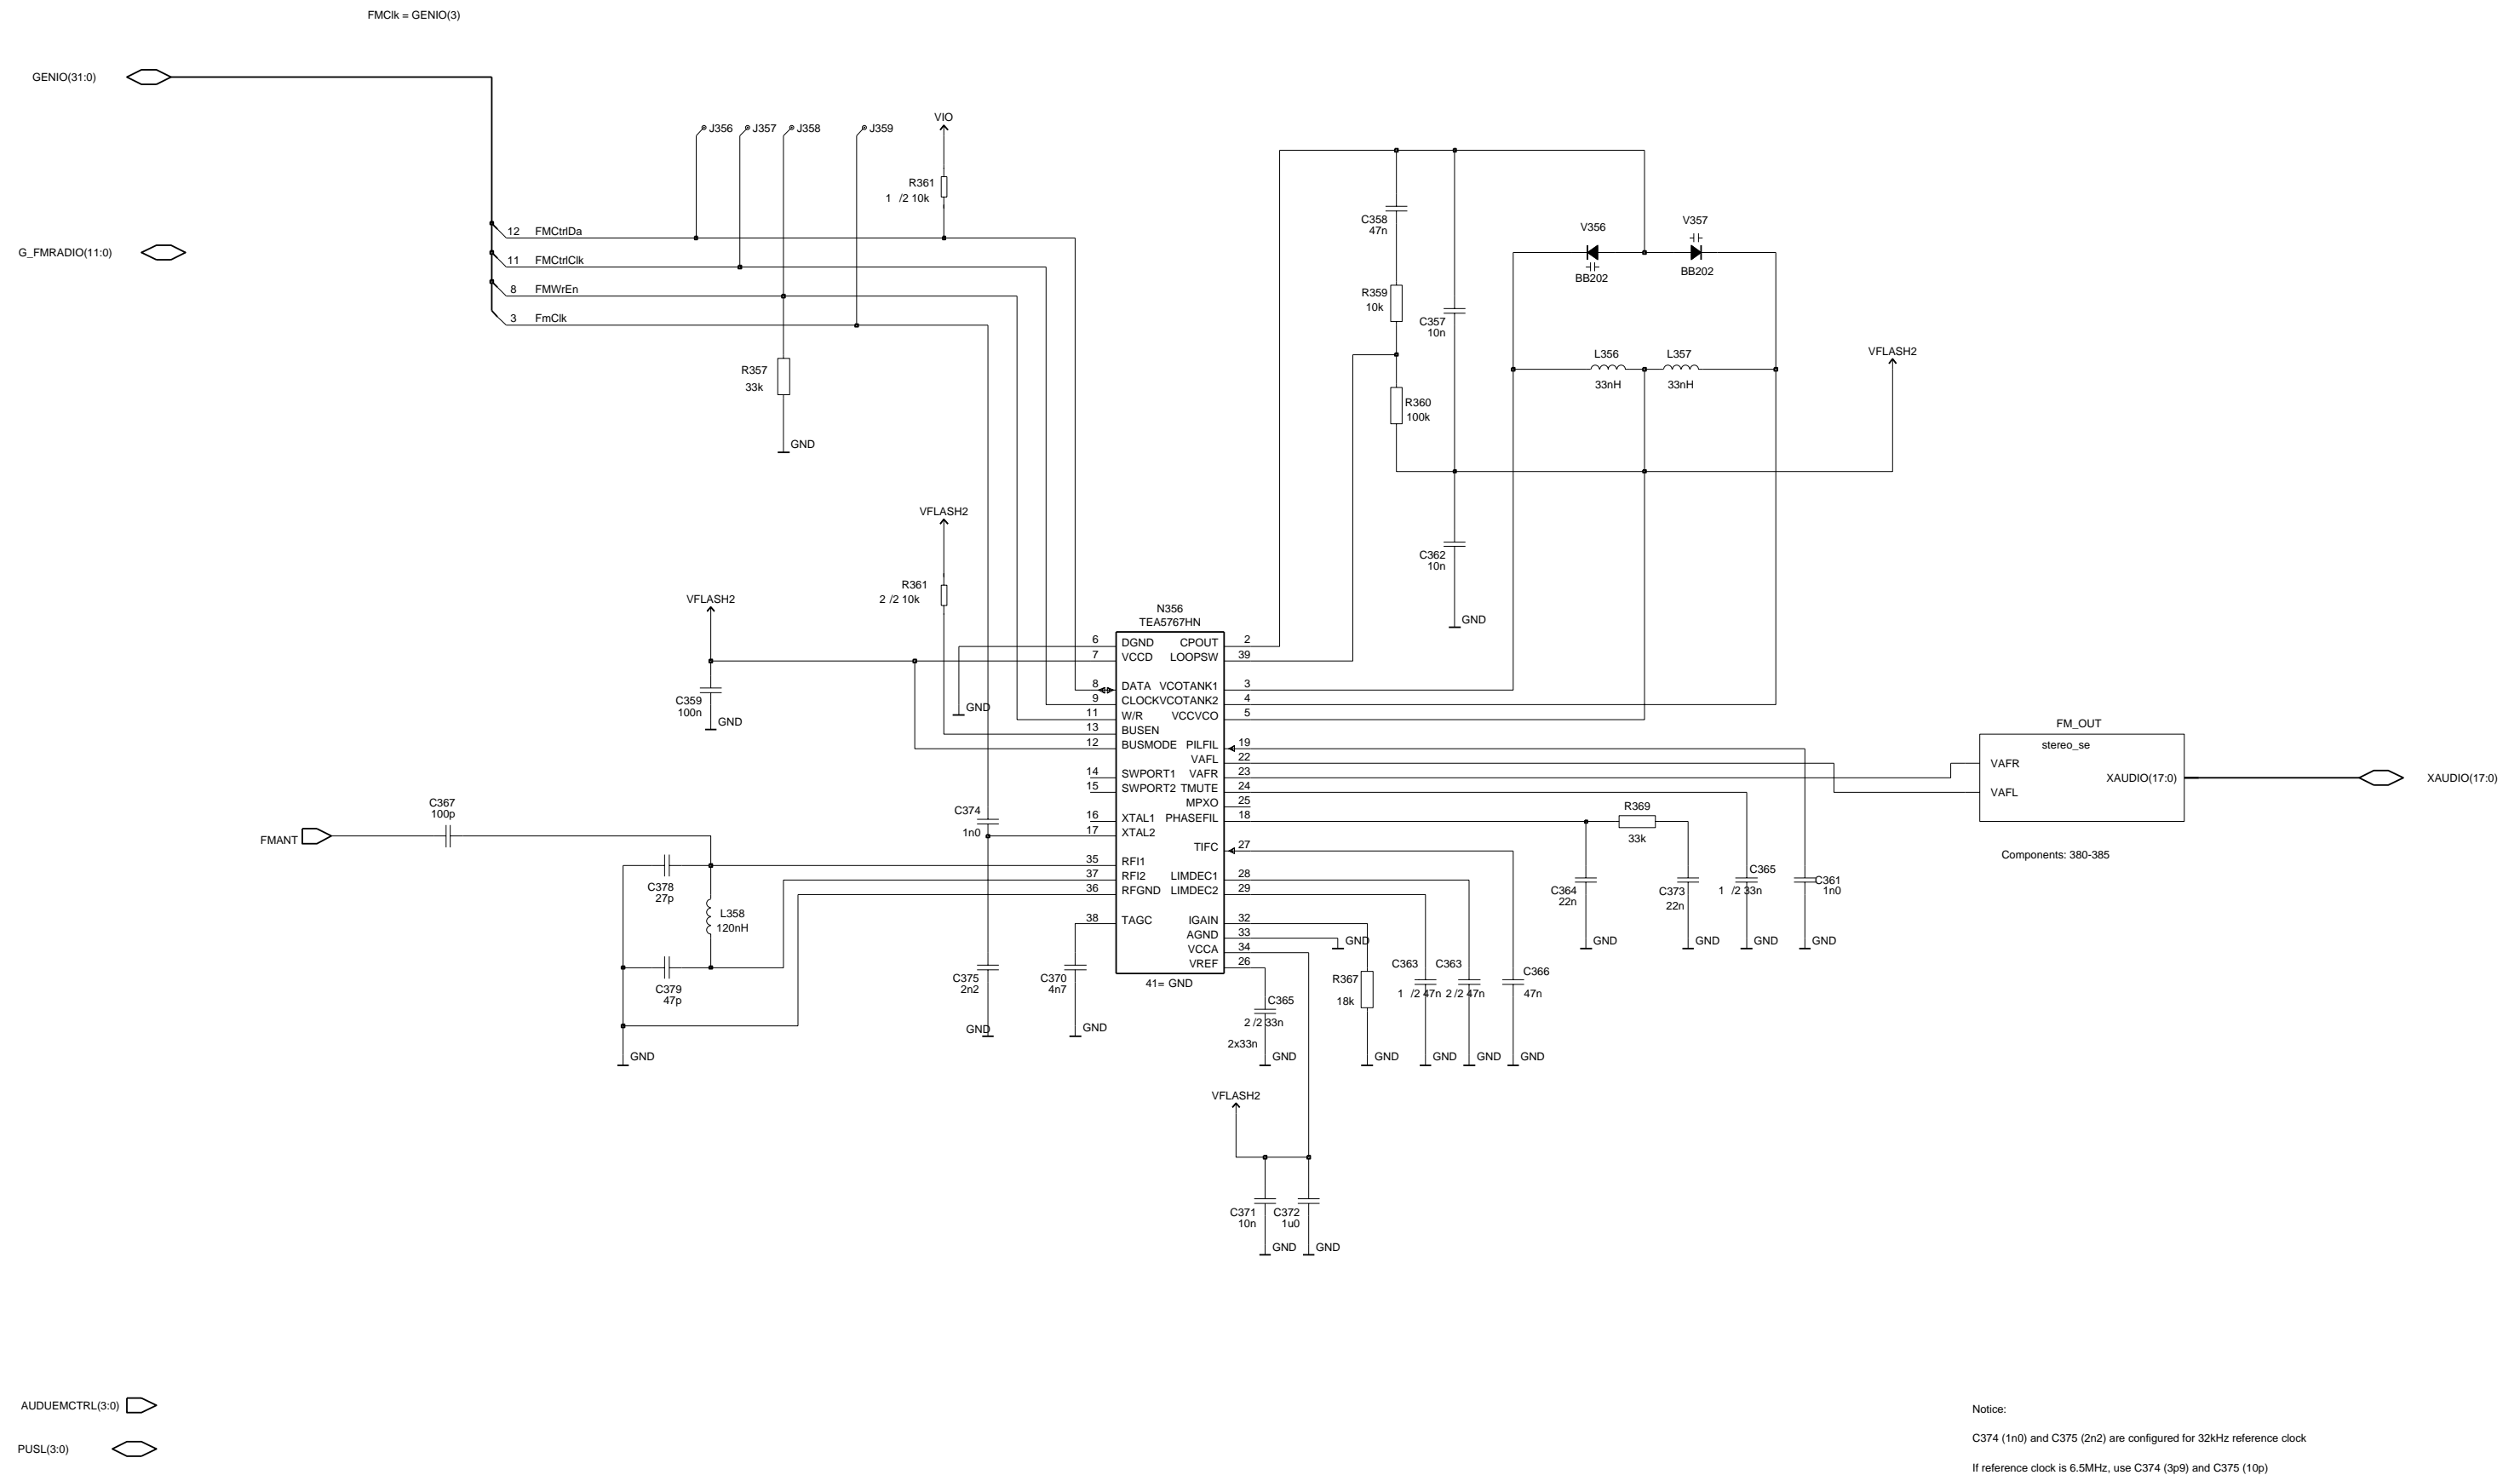 FMClk = GENIO(3)
GENIO(31:0)
J356
J357
J358
J359
VIO
R361
1 /2 10k
12 FMCtrlDa
G_FMRADIO(11:0)
11 FMCtrlClk
8 FMWrEn
3 FmClk
R357
33k
GND
C358
47n
R359
10k
C357
10n
R360
100k
V356
BB202
V357
BB202
L356
33nH
L357
33nH
VFLASH2
C362
10n
GND
VFLASH2
R361
2 /2 10k
VFLASH2
C359
100n
GND
GND
N356
TEA5767HN
6 DGND CPOUT 2
7 VCCD LOOPSW 39
8 DATA VCOTANK1 3
9 CLOCK VCOTANK2 4
11 W/R VCCVCO 5
13 BUSEN
12 BUSMODE PILFIL 19
VAFL 22
14 SWPORT1 VAFR 23
15 SWPORT2 TMUTE 24
MPXO 25
16 XTAL1 PHASEFIL 18
17 XTAL2
TIFC 27
35 RFI1
37 RFI2 LIMDEC1 28
36 RFGND LIMDEC2 29
38 TAGC IGAIN 32
AGND 33
VCCA 34
VREF 26
41= GND
FM_OUT
stereo_se
VAFR
XAUDIO(17:0)
VAFL
XAUDIO(17:0)
Components: 380-385
C367
100p
FMANT
C374
1n0
C378
27p
L358
120nH
C379
47p
GND
C375
2n2
GND
C370
4n7
GND
R369
33k
C364
22n
GND
C373
22n
GND
C365
1 /2 33n
GND
C361
1n0
GND
GND
C365
2 /2 33n
2x33n
GND
R367
18k
GND
C363
1 /2 47n
GND
C363
2 /2 47n
GND
C366
47n
GND
VFLASH2
C371
10n
GND
C372
1u0
GND
AUDUEMCTRL(3:0)
PUSL(3:0)
Notice:
C374 (1n0) and C375 (2n2) are configured for 32kHz reference clock
If reference clock is 6.5MHz, use C374 (3p9) and C375 (10p)